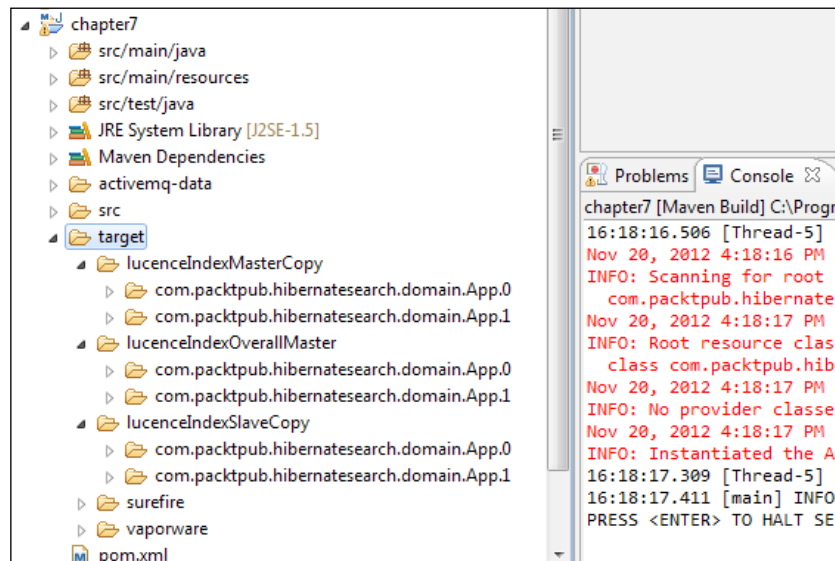 chapter7
src/main/java
src/main/resources
src/test/java
JRE System Library [J2SE-1.5]
Maven Dependencies
activemq-data
src
target
lucenceIndexMasterCopy
com.packtpub.hibernatesearch.domain.App.0
com.packtpub.hibernatesearch.domain.App.1
lucenceIndexOverallMaster
com.packtpub.hibernatesearch.domain.App.0
com.packtpub.hibernatesearch.domain.App.1
lucenceIndexSlaveCopy
com.packtpub.hibernatesearch.domain.App.0
com.packtpub.hibernatesearch.domain.App.1
surefire
vaporware
pom.xml
Problems Console
chapter7 [Maven Build] C:\Progr
16:18:16.506 [Thread-5]
Nov 20, 2012 4:18:16 PM
INFO: Scanning for root
com.packtpub.hibernate
Nov 20, 2012 4:18:17 PM
INFO: Root resource clas
class com.packtpub.hib
Nov 20, 2012 4:18:17 PM
INFO: No provider classe
Nov 20, 2012 4:18:17 PM
INFO: Instantiated the A
16:18:17.309 [Thread-5]
16:18:17.411 [main] INFO
PRESS <ENTER> TO HALT SE